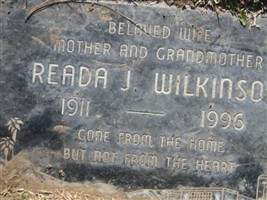 BELOVED WIFE
MOTHER AND GRANDMOTHER
READA J. WILKINSO
1911 — 1996
GONE FROM THE HOME
BUT NOT FROM THE HEART